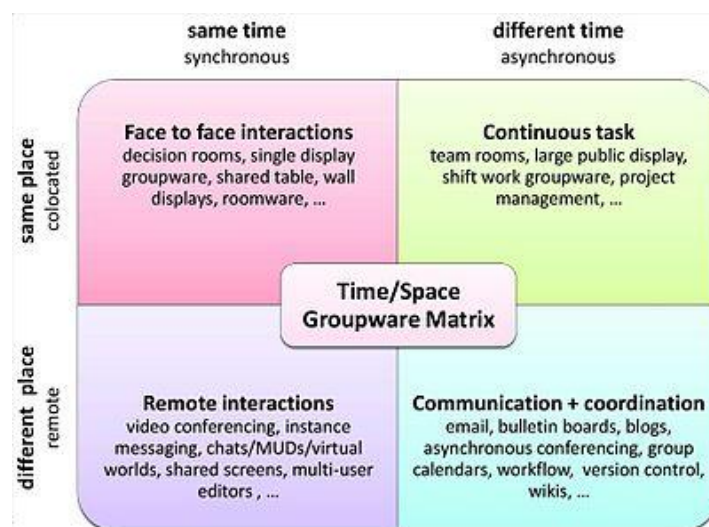 same time
synchronous
different time
asynchronous
same place
colocated
Face to face interactions
decision rooms, single display
groupware, shared table, wall
displays, roomware, ...
Continuous task
team rooms, large public display,
shift work groupware, project
management, ...
Time/Space
Groupware Matrix
different place
remote
Remote interactions
video conferencing, instance
messaging, chats/MUDs/virtual
worlds, shared screens, multi-user
editors , ...
Communication + coordination
email, bulletin boards, blogs,
asynchronous conferencing, group
calendars, workflow, version control,
wikis, ...